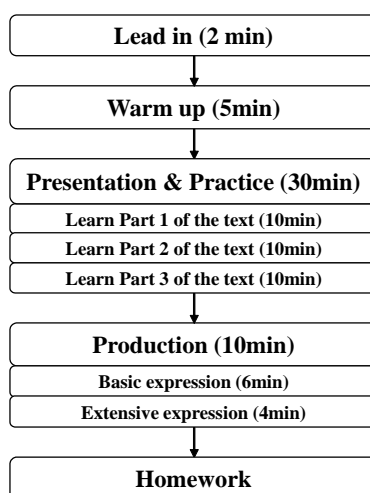 Lead in (2 min)
Warm up (5min)
Presentation & Practice (30min)
Learn Part 1 of the text (10min)
Learn Part 2 of the text (10min)
Learn Part 3 of the text (10min)
Production (10min)
Basic expression (6min)
Extensive expression (4min)
Homework